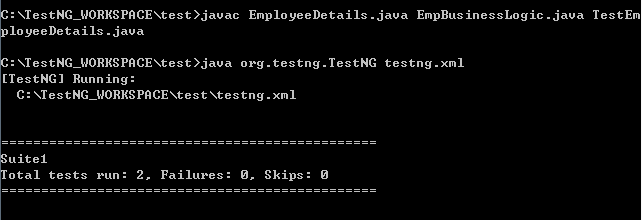 C:\TestNG_WORKSPACE\test>javac EmployeeDetails.java EmpBusinessLogic.java TestEm
ployeeDetails.java
C:\TestNG_WORKSPACE\test>java org.testng.TestNG testng.xml
[TestNG] Running:
  C:\TestNG_WORKSPACE\test\testng.xml
===============================================
Suite1
Total tests run: 2, Failures: 0, Skips: 0
===============================================